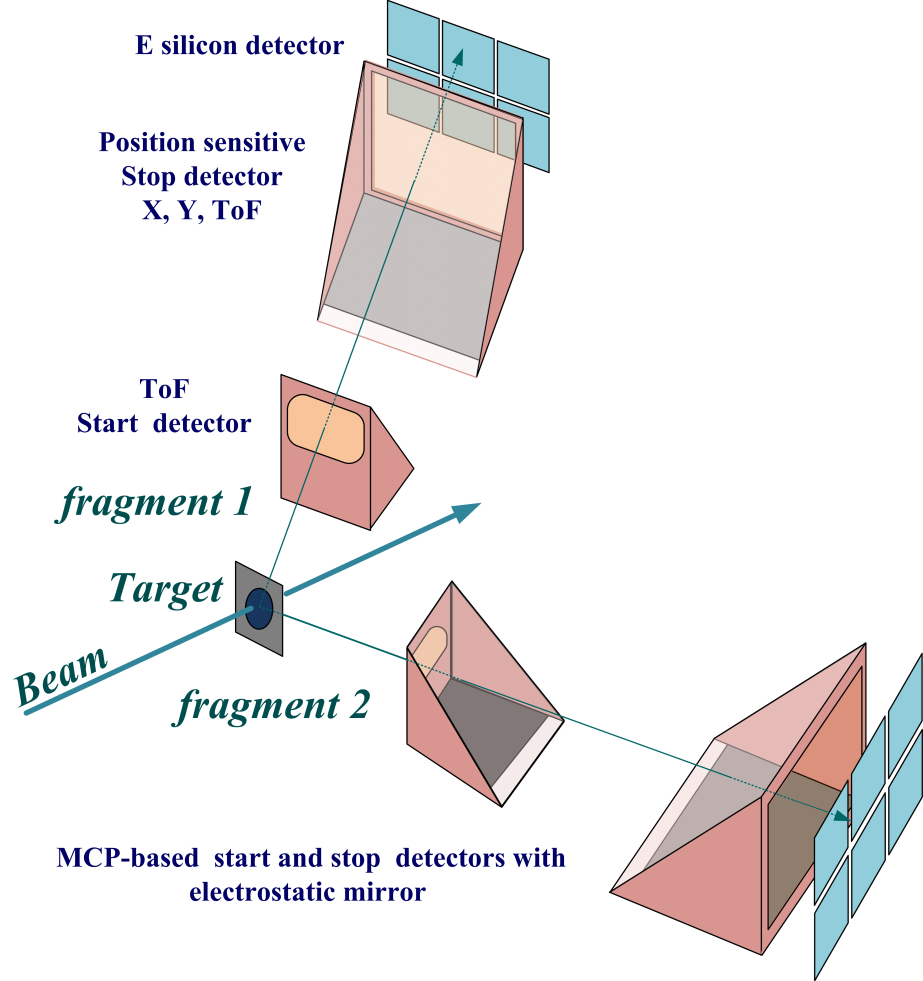 E silicon detector
Position sensitive
Stop detector
X, Y, ToF
ToF
Start detector
fragment 1
Target
Beam
fragment 2
MCP-based start and stop detectors with
electrostatic mirror